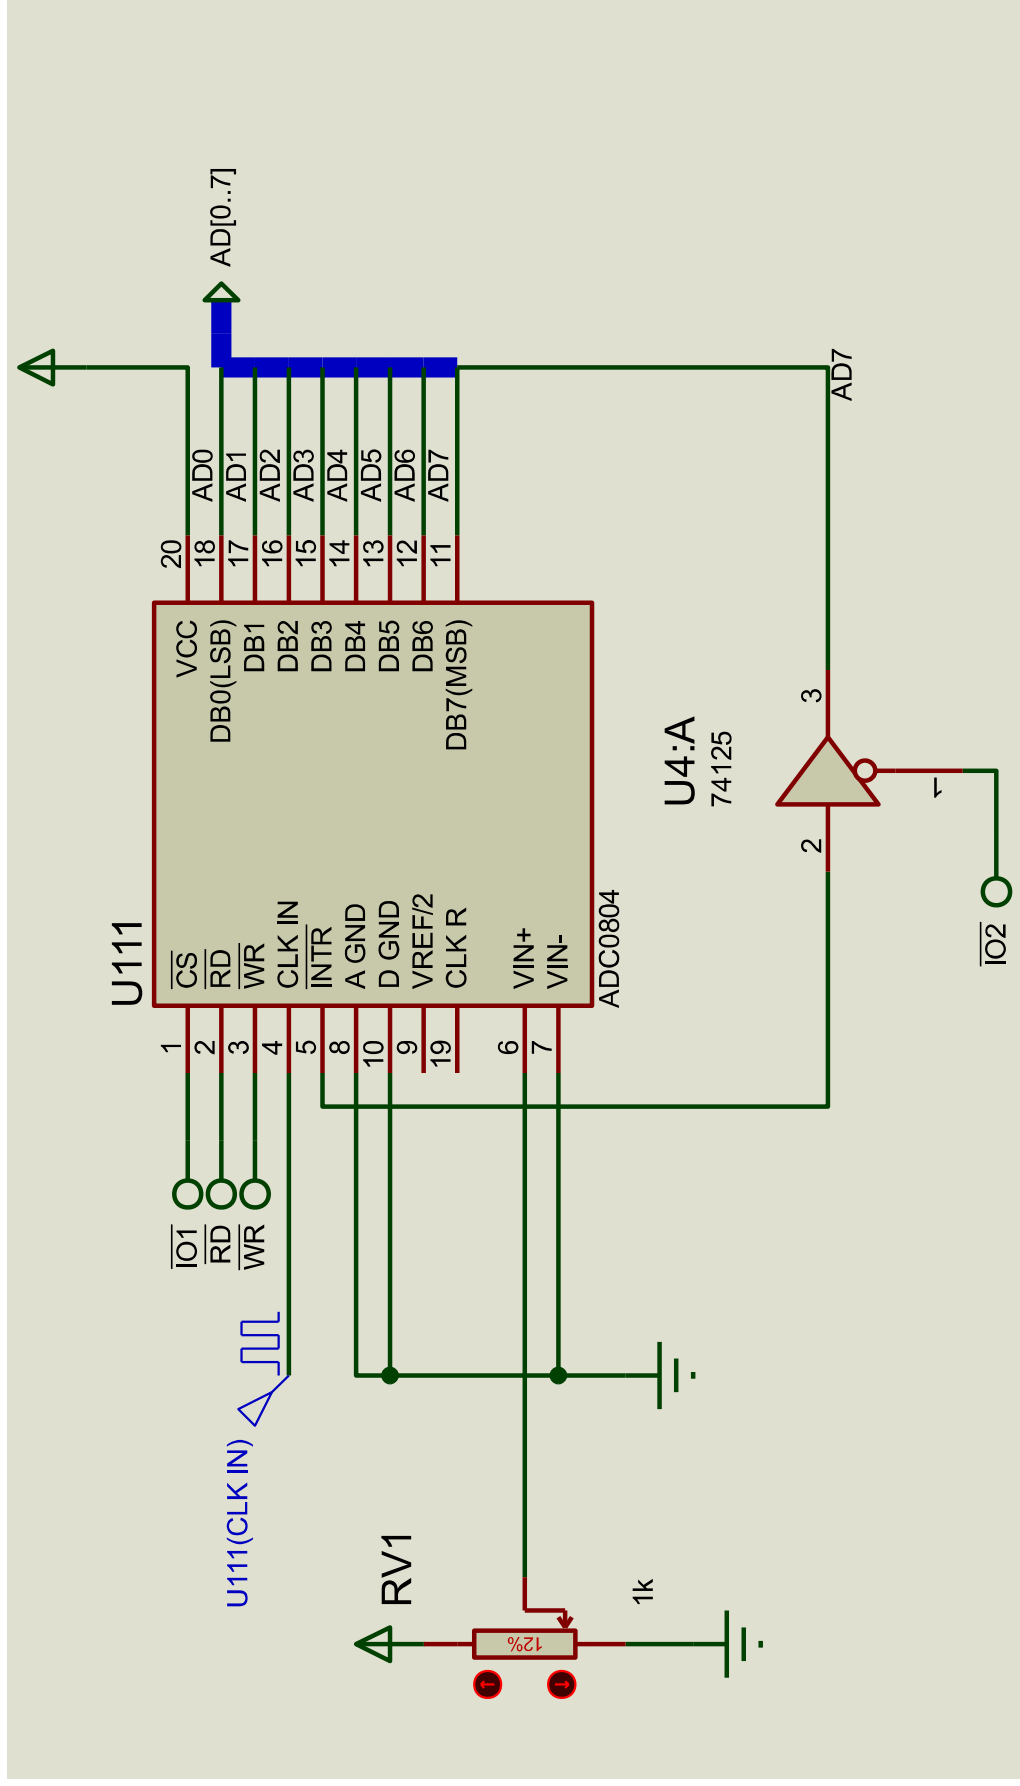 AD[0..7]
U111
1
CS
2
RD
3
WR
4
CLK IN
5
INTR
8
A GND
10
D GND
9
VREF/2
19
CLK R
6
VIN+
7
VIN-
VCC
20
DB0(LSB)
18
AD0
DB1
17
AD1
DB2
16
AD2
DB3
15
AD3
DB4
14
AD4
DB5
13
AD5
DB6
12
AD6
DB7(MSB)
11
AD7
ADC0804
IO1
RD
WR
U111(CLK IN)
U4:A
74125
2
3
1
AD7
IO2
RV1
12%
1k